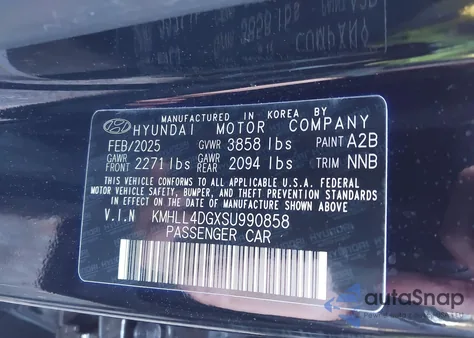 MANUFACTURED IN KOREA BY
HYUNDAI MOTOR COMPANY
FEB/2025 GVWR 3858 lbs PAINT A2B
GAWR FRONT 2271 lbs GAWR REAR 2094 lbs TRIM NNB
THIS VEHICLE CONFORMS TO ALL APPLICABLE U.S.A. FEDERAL
MOTOR VEHICLE SAFETY, BUMPER, AND THEFT PREVENTION STANDARDS
IN EFFECT ON THE DATE OF MANUFACTURE SHOWN ABOVE.
V.I.N KMHLL4DGXSU990858
PASSENGER CAR
autoSnap